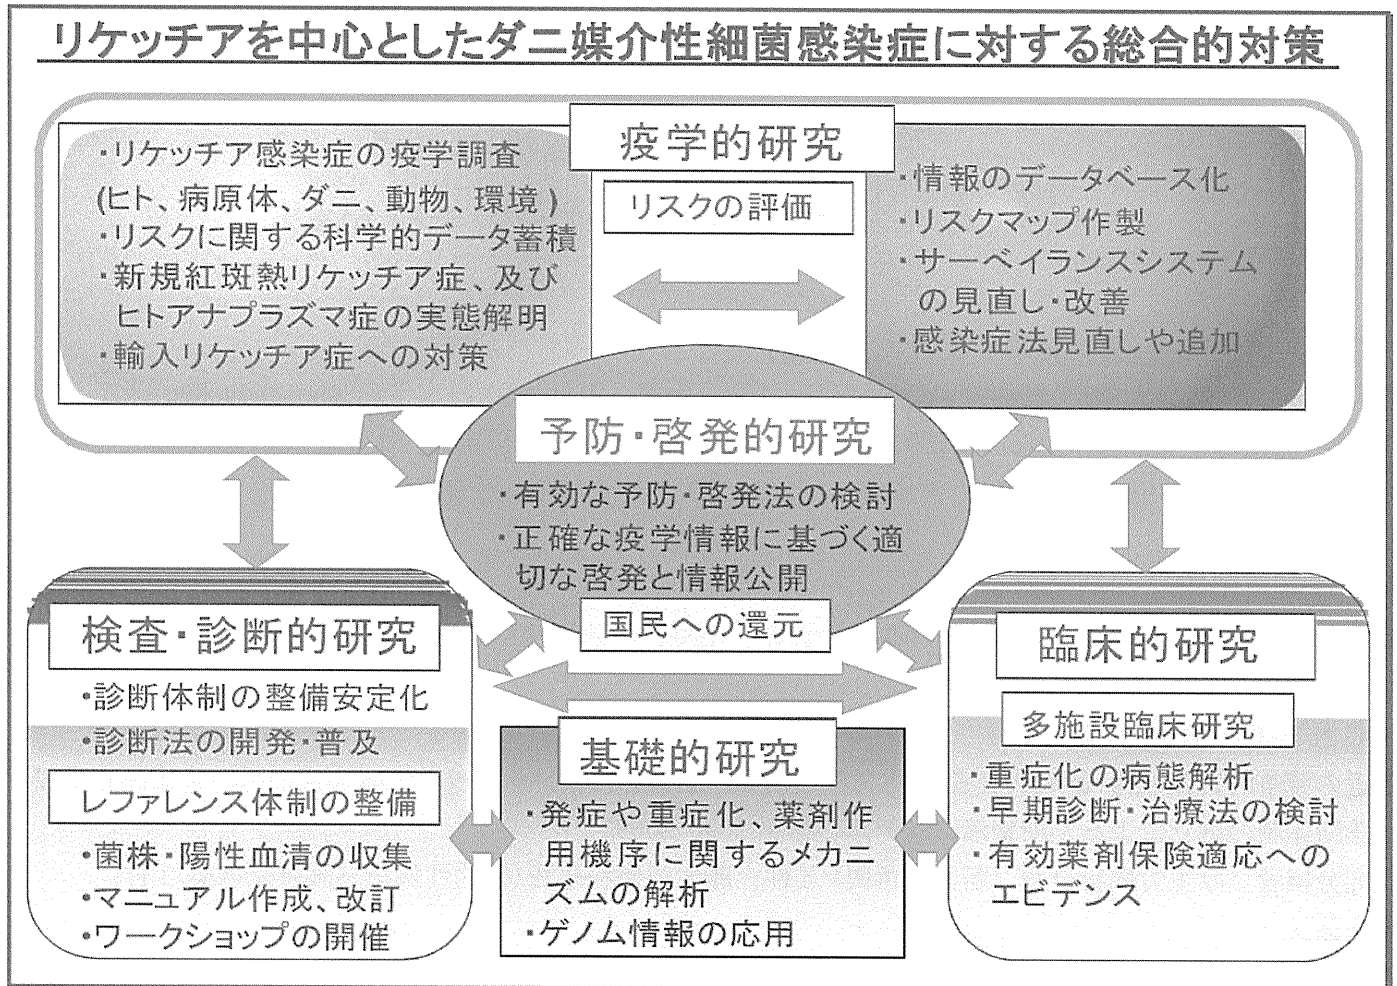 リケッチアを中心としたダニ媒介性細菌感染症に対する総合的対策
疫学的研究
リスクの評価
・リケッチア感染症の疫学調査
(ヒト、病原体、ダニ、動物、環境)
・リスクに関する科学的データ蓄積
・新規紅斑熱リケッチア症、及び
ヒトアナプラズマ症の実態解明
・輸入リケッチア症への対策
・情報のデータベース化
・リスクマップ作製
・サーベイランスシステム
の見直し・改善
・感染症法見直しや追加
予防・啓発的研究
・有効な予防・啓発法の検討
・正確な疫学情報に基づく適
切な啓発と情報公開
国民への還元
検査・診断的研究
・診断体制の整備安定化
・診断法の開発・普及
レファレンス体制の整備
・菌株・陽性血清の収集
・マニュアル作成、改訂
・ワークショップの開催
基礎的研究
・発症や重症化、薬剤作
用機序に関するメカニ
ズムの解析
・ゲノム情報の応用
臨床的研究
多施設臨床研究
・重症化の病態解析
・早期診断・治療法の検討
・有効薬剤保険適応への
エビデンス